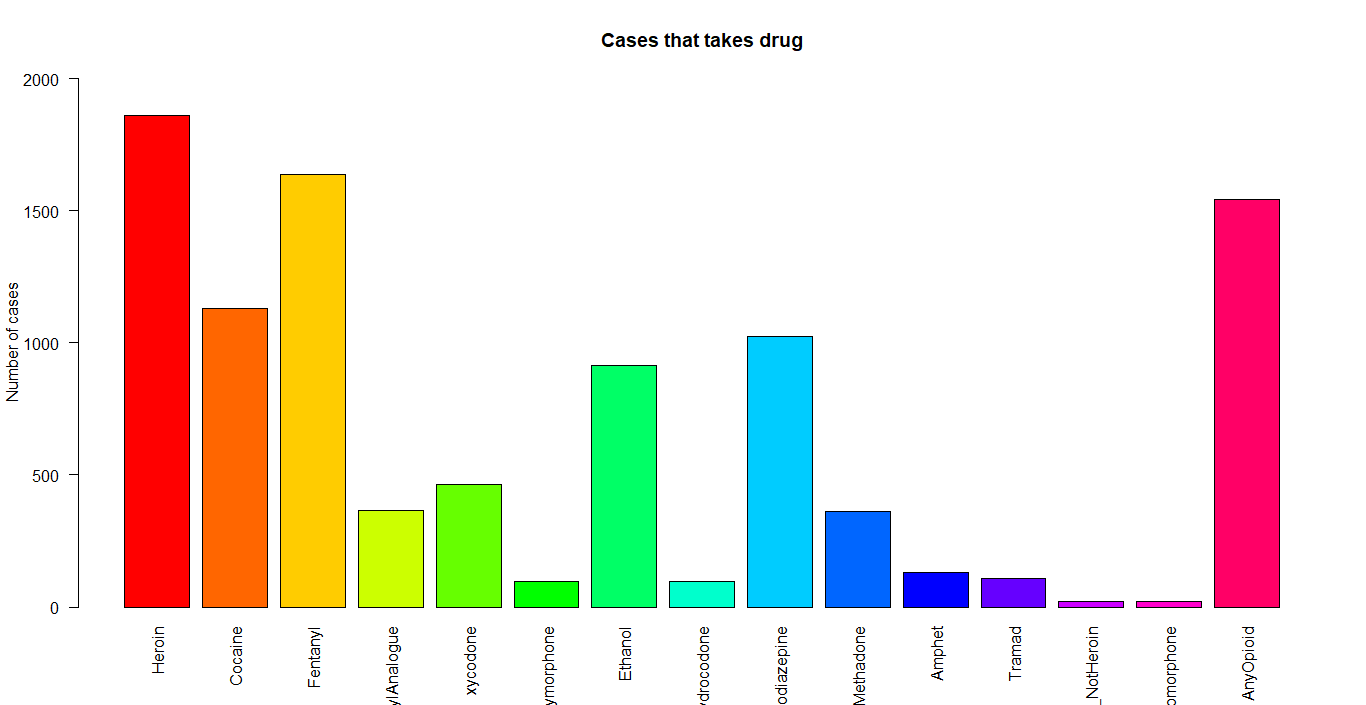 Cases that takes drug
Number of cases
2000
1500
1000
500
0
Heroin
Cocaine
Fentanyl
ylAnalogue
xycodone
ymorphone
Ethanol
ydrocodone
odiazepine
Methadone
Amphet
Tramad
_NotHeroin
omorphone
AnyOpioid